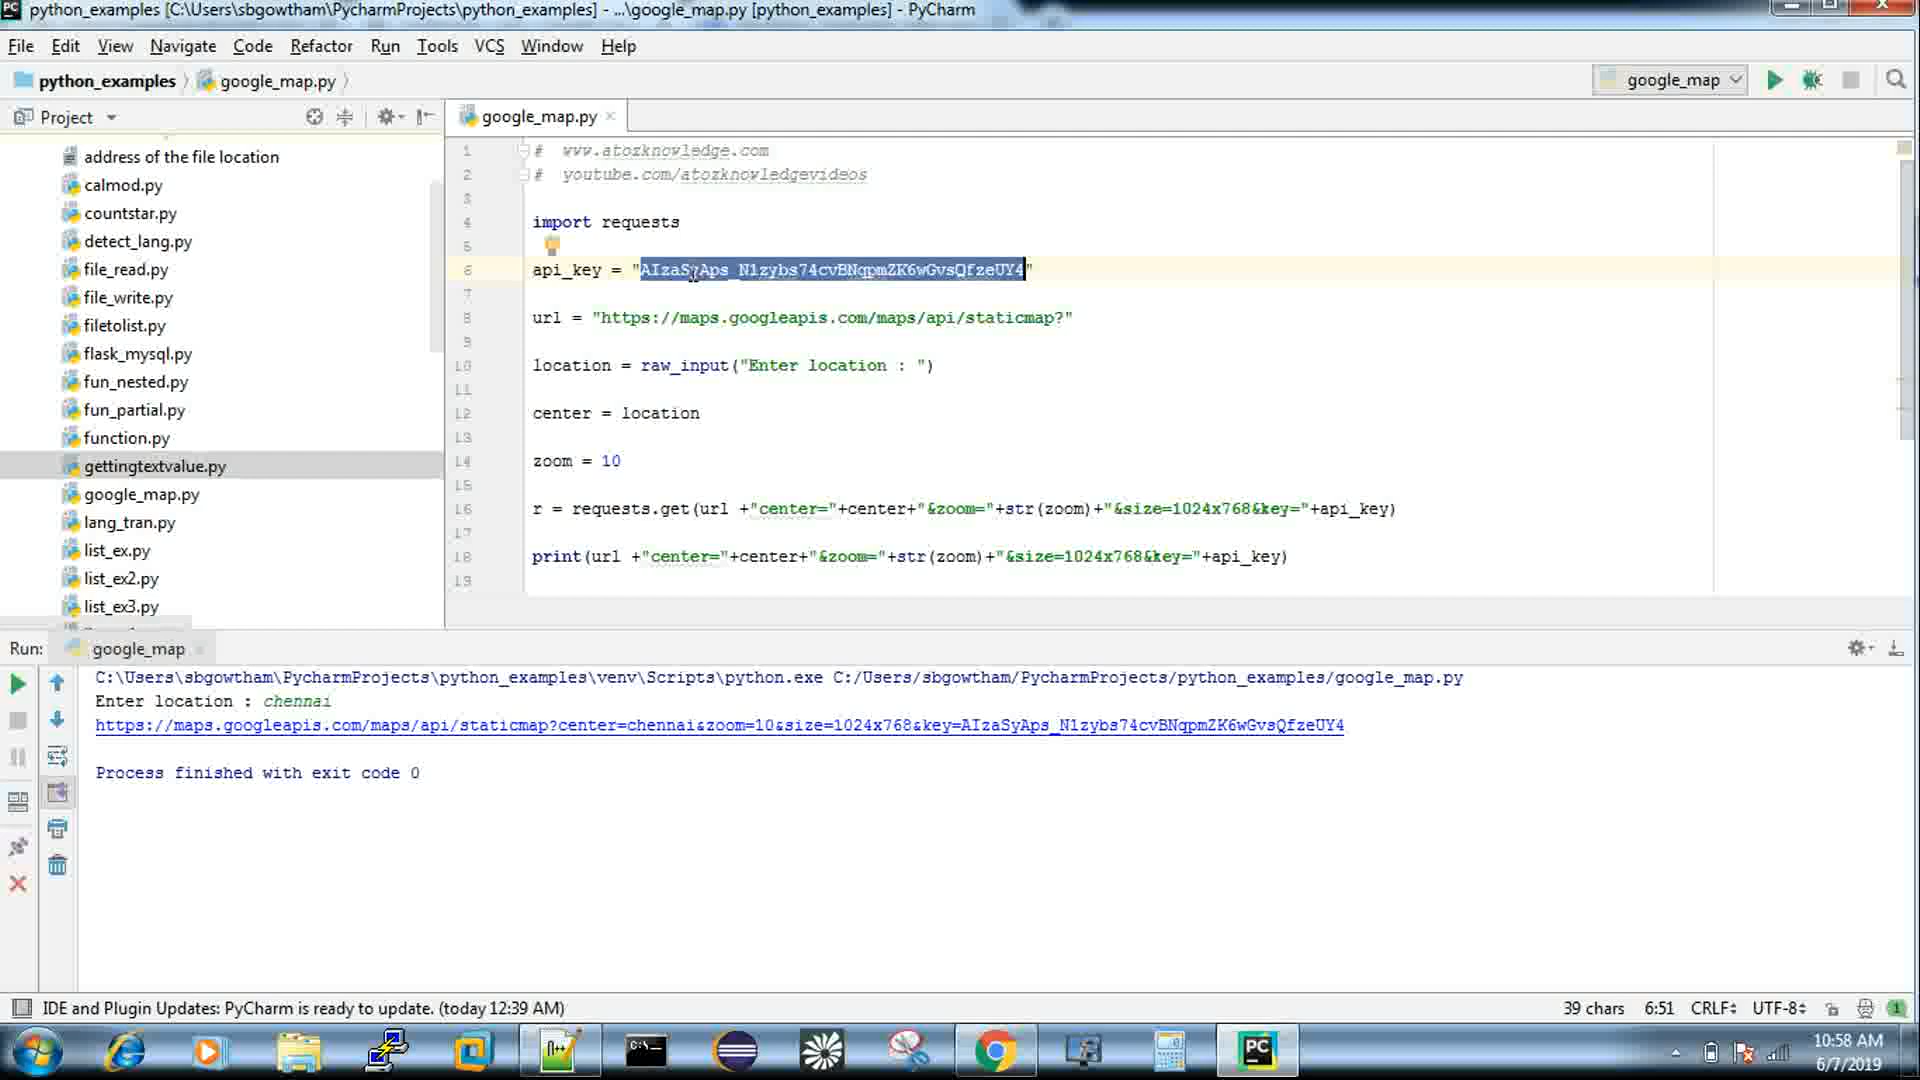 python_examples [C:\Users\sbgowtham\PycharmProjects\python_examples] - ...\google_map.py [python_examples] - PyCharm
File Edit View Navigate Code Refactor Run Tools VCS Window Help
python_examples google_map.py google_map
Project google_map.py
address of the file location
calmod.py
countstar.py
detect_lang.py
file_read.py
file_write.py
filetolist.py
flask_mysql.py
fun_nested.py
fun_partial.py
function.py
gettingtextvalue.py
google_map.py
lang_tran.py
list_ex.py
list_ex2.py
list_ex3.py
1 # www.atozknowledge.com
2 # youtube.com/atozknowledgevideos
3
4 import requests
5
6 api_key = "AIzaSyAps_N1zybs74cvBNqpmZK6wGvsQfzeUY4"
7
8 url = "https://maps.googleapis.com/maps/api/staticmap?"
9
10 location = raw_input("Enter location : ")
11
12 center = location
13
14 zoom = 10
15
16 r = requests.get(url +"center="+center+"&zoom="+str(zoom)+"&size=1024x768&key="+api_key)
17
18 print(url +"center="+center+"&zoom="+str(zoom)+"&size=1024x768&key="+api_key)
19
Run: google_map
C:\Users\sbgowtham\PycharmProjects\python_examples\venv\Scripts\python.exe C:/Users/sbgowtham/PycharmProjects/python_examples/google_map.py
Enter location : chennai
https://maps.googleapis.com/maps/api/staticmap?center=chennai&zoom=10&size=1024x768&key=AIzaSyAps_N1zybs74cvBNqpmZK6wGvsQfzeUY4
Process finished with exit code 0
IDE and Plugin Updates: PyCharm is ready to update. (today 12:39 AM) 39 chars 6:51 CRLF UTF-8 1
10:58 AM
6/7/2019